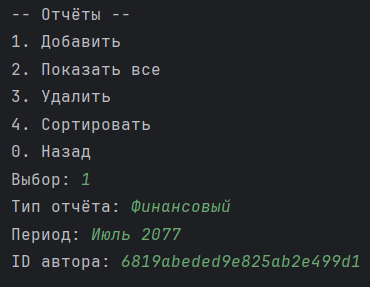 -- Отчёты --
1. Добавить
2. Показать все
3. Удалить
4. Сортировать
0. Назад
Выбор: 1
Тип отчёта: Финансовый
Период: Июль 2077
ID автора: 6819abeded9e825ab2e499d1